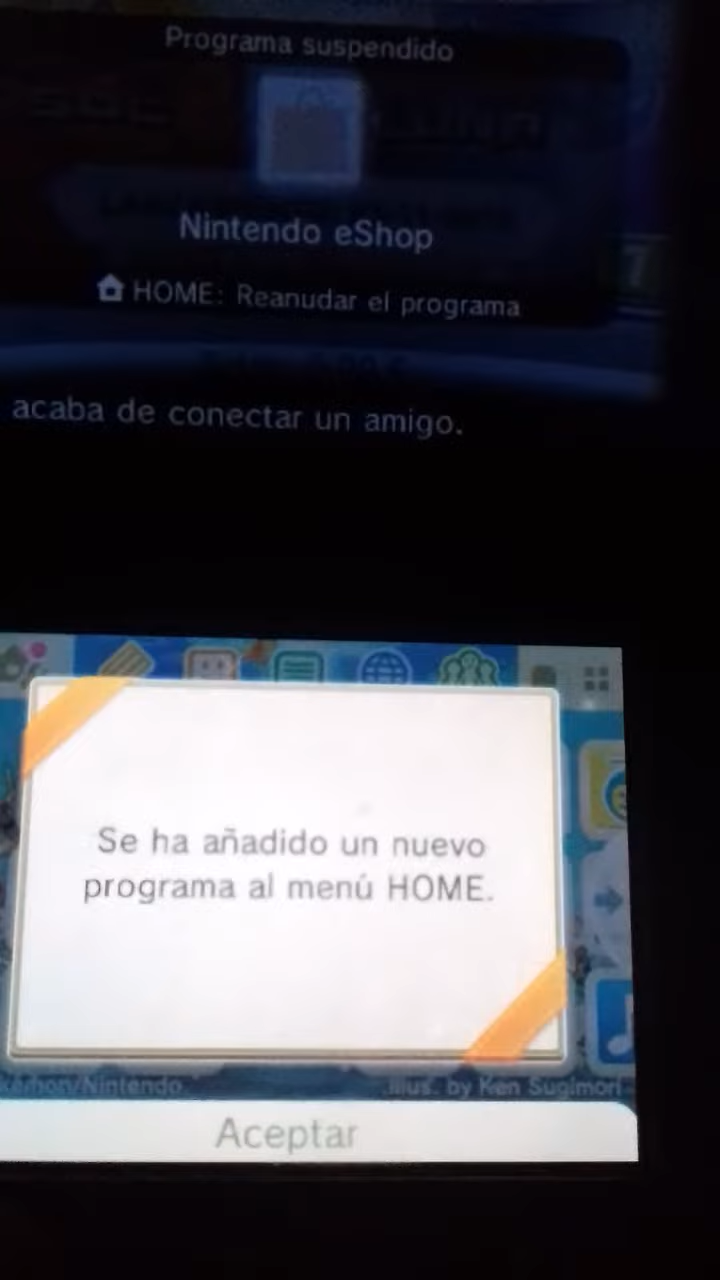 Programa suspendido
Nintendo eShop
HOME: Reanudar el programa
acaba de conectar un amigo.
Se ha añadido un nuevo
programa al menú HOME.
kémon/Nintendo
Illus. by Ken Sugimori
Aceptar